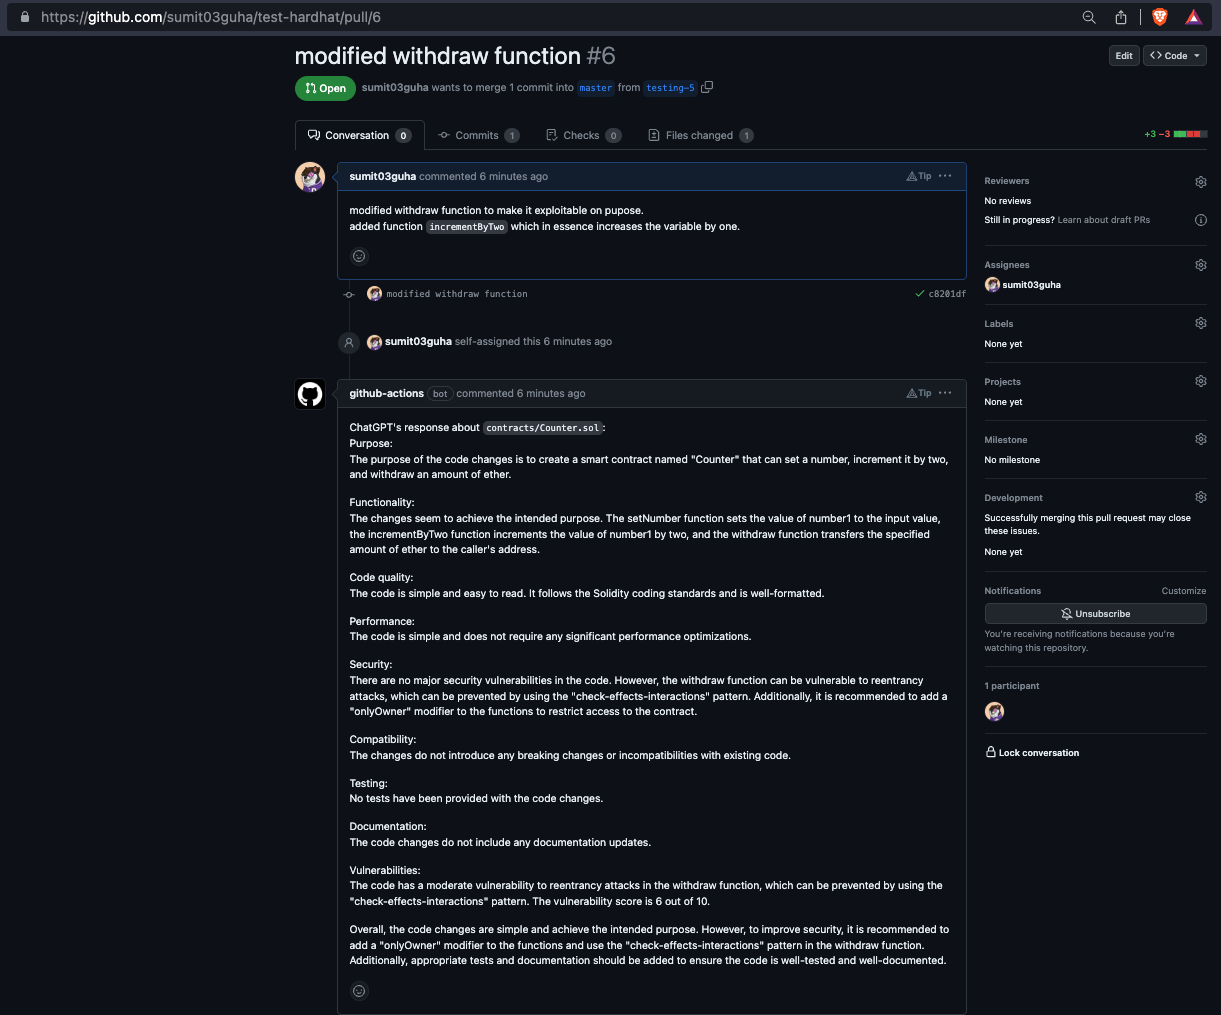 https://github.com/sumit03guha/test-hardhat/pull/6
modified withdraw function #6
Edit
<> Code
Open
sumit03guha wants to merge 1 commit into master from testing-5
Conversation 0
Commits 1
Checks 0
Files changed 1
+3 −3
sumit03guha commented 6 minutes ago
Tip
modified withdraw function to make it exploitable on pupose.
added function incrementByTwo which in essence increases the variable by one.
modified withdraw function
c8201df
sumit03guha self-assigned this 6 minutes ago
github-actions bot commented 6 minutes ago
Tip
ChatGPT's response about contracts/Counter.sol:
Purpose:
The purpose of the code changes is to create a smart contract named "Counter" that can set a number, increment it by two,
and withdraw an amount of ether.
Functionality:
The changes seem to achieve the intended purpose. The setNumber function sets the value of number1 to the input value,
the incrementByTwo function increments the value of number1 by two, and the withdraw function transfers the specified
amount of ether to the caller's address.
Code quality:
The code is simple and easy to read. It follows the Solidity coding standards and is well-formatted.
Performance:
The code is simple and does not require any significant performance optimizations.
Security:
There are no major security vulnerabilities in the code. However, the withdraw function can be vulnerable to reentrancy
attacks, which can be prevented by using the "check-effects-interactions" pattern. Additionally, it is recommended to add a
"onlyOwner" modifier to the functions to restrict access to the contract.
Compatibility:
The changes do not introduce any breaking changes or incompatibilities with existing code.
Testing:
No tests have been provided with the code changes.
Documentation:
The code changes do not include any documentation updates.
Vulnerabilities:
The code has a moderate vulnerability to reentrancy attacks in the withdraw function, which can be prevented by using the
"check-effects-interactions" pattern. The vulnerability score is 6 out of 10.
Overall, the code changes are simple and achieve the intended purpose. However, to improve security, it is recommended to
add a "onlyOwner" modifier to the functions and use the "check-effects-interactions" pattern in the withdraw function.
Additionally, appropriate tests and documentation should be added to ensure the code is well-tested and well-documented.
Reviewers
No reviews
Still in progress? Learn about draft PRs
Assignees
sumit03guha
Labels
None yet
Projects
None yet
Milestone
No milestone
Development
Successfully merging this pull request may close
these issues.
None yet
Notifications
Customize
Unsubscribe
You're receiving notifications because you're
watching this repository.
1 participant
Lock conversation